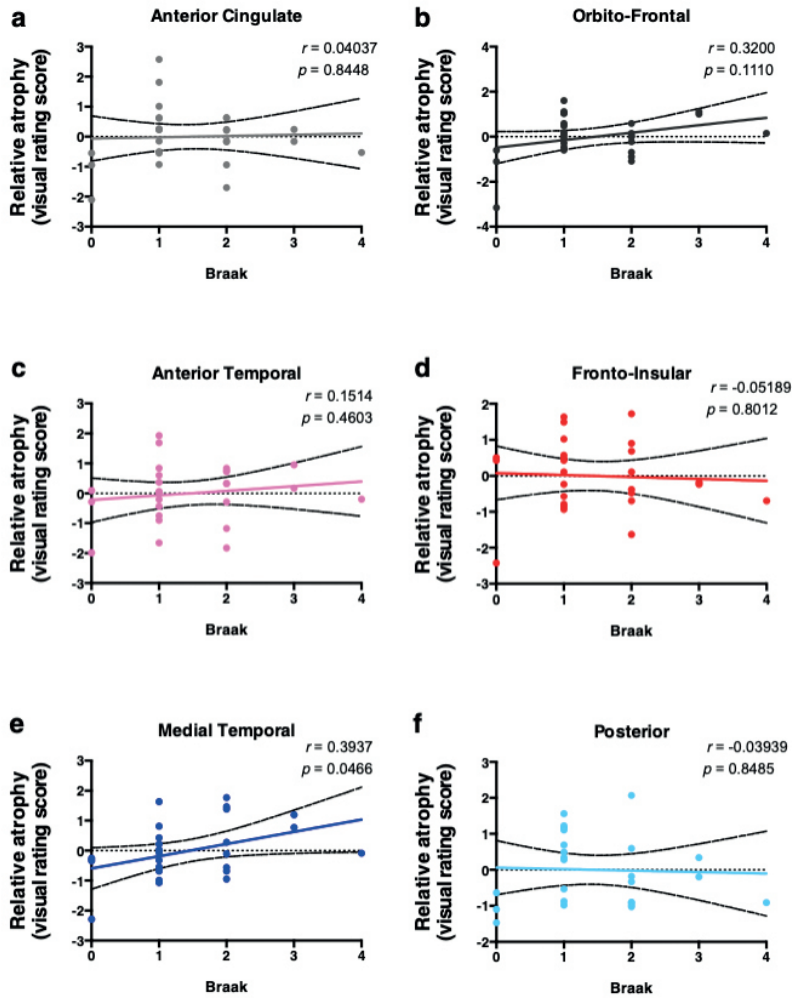 a
Anterior Cingulate
r = 0.04037
p = 0.8448
Relative atrophy
(visual rating score)
3
2
1
0
-1
-2
-3
0 1 2 3 4
Braak
b
Orbito-Frontal
r = 0.3200
p = 0.1110
Relative atrophy
(visual rating score)
4
2
0
-2
-4
0 1 2 3 4
Braak
c
Anterior Temporal
r = 0.1514
p = 0.4603
Relative atrophy
(visual rating score)
3
2
1
0
-1
-2
-3
0 1 2 3 4
Braak
d
Fronto-Insular
r = -0.05189
p = 0.8012
Relative atrophy
(visual rating score)
2
1
0
-1
-2
-3
0 1 2 3 4
Braak
e
Medial Temporal
r = 0.3937
p = 0.0466
Relative atrophy
(visual rating score)
3
2
1
0
-1
-2
-3
0 1 2 3 4
Braak
f
Posterior
r = -0.03939
p = 0.8485
Relative atrophy
(visual rating score)
3
2
1
0
-1
-2
0 1 2 3 4
Braak